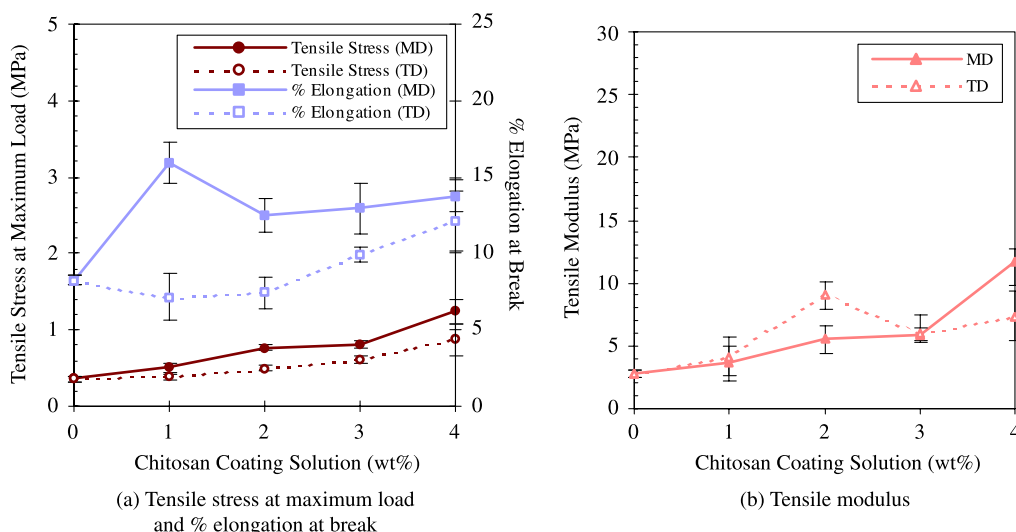 5
4
3
2
1
0
Tensile Stress at Maximum Load (MPa)
Tensile Stress (MD)
Tensile Stress (TD)
% Elongation (MD)
% Elongation (TD)
25
20
15
10
5
0
% Elongation at Break
0 1 2 3 4
Chitosan Coating Solution (wt%)
(a) Tensile stress at maximum load
and % elongation at break
30
25
20
15
10
5
0
Tensile Modulus (MPa)
MD
TD
0 1 2 3 4
Chitosan Coating Solution (wt%)
(b) Tensile modulus